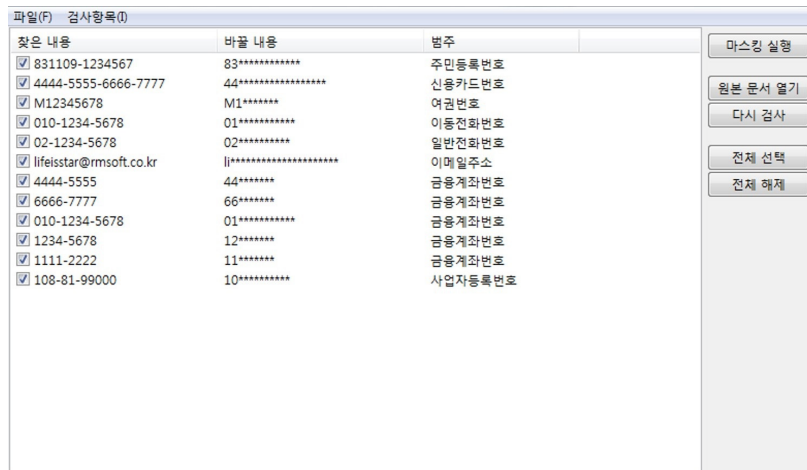 파일(F) 검사항목(I)
찾은 내용 바꿀 내용 범주
831109-1234567 83************ 주민등록번호
4444-5555-6666-7777 44***************** 신용카드번호
M12345678 M1******* 여권번호
010-1234-5678 01*********** 이동전화번호
02-1234-5678 02********** 일반전화번호
lifeisstar@rmsoft.co.kr li********************* 이메일주소
4444-5555 44******* 금융계좌번호
6666-7777 66******* 금융계좌번호
010-1234-5678 01*********** 금융계좌번호
1234-5678 12******* 금융계좌번호
1111-2222 11******* 금융계좌번호
108-81-99000 10********** 사업자등록번호
마스킹 실행
원본 문서 열기
다시 검사
전체 선택
전체 해제